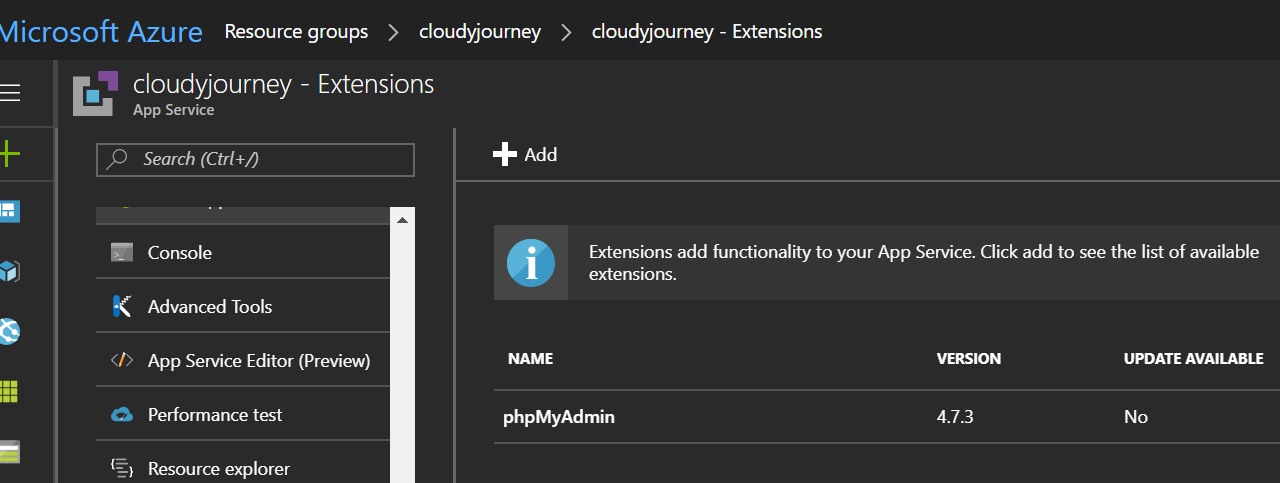 Microsoft Azure Resource groups > cloudyjourney > cloudyjourney - Extensions
cloudyjourney - Extensions
App Service
Search (Ctrl+/)
Add
Console
Advanced Tools
App Service Editor (Preview)
Performance test
Resource explorer
Extensions add functionality to your App Service. Click add to see the list of available
extensions.
NAME VERSION UPDATE AVAILABLE
phpMyAdmin 4.7.3 No